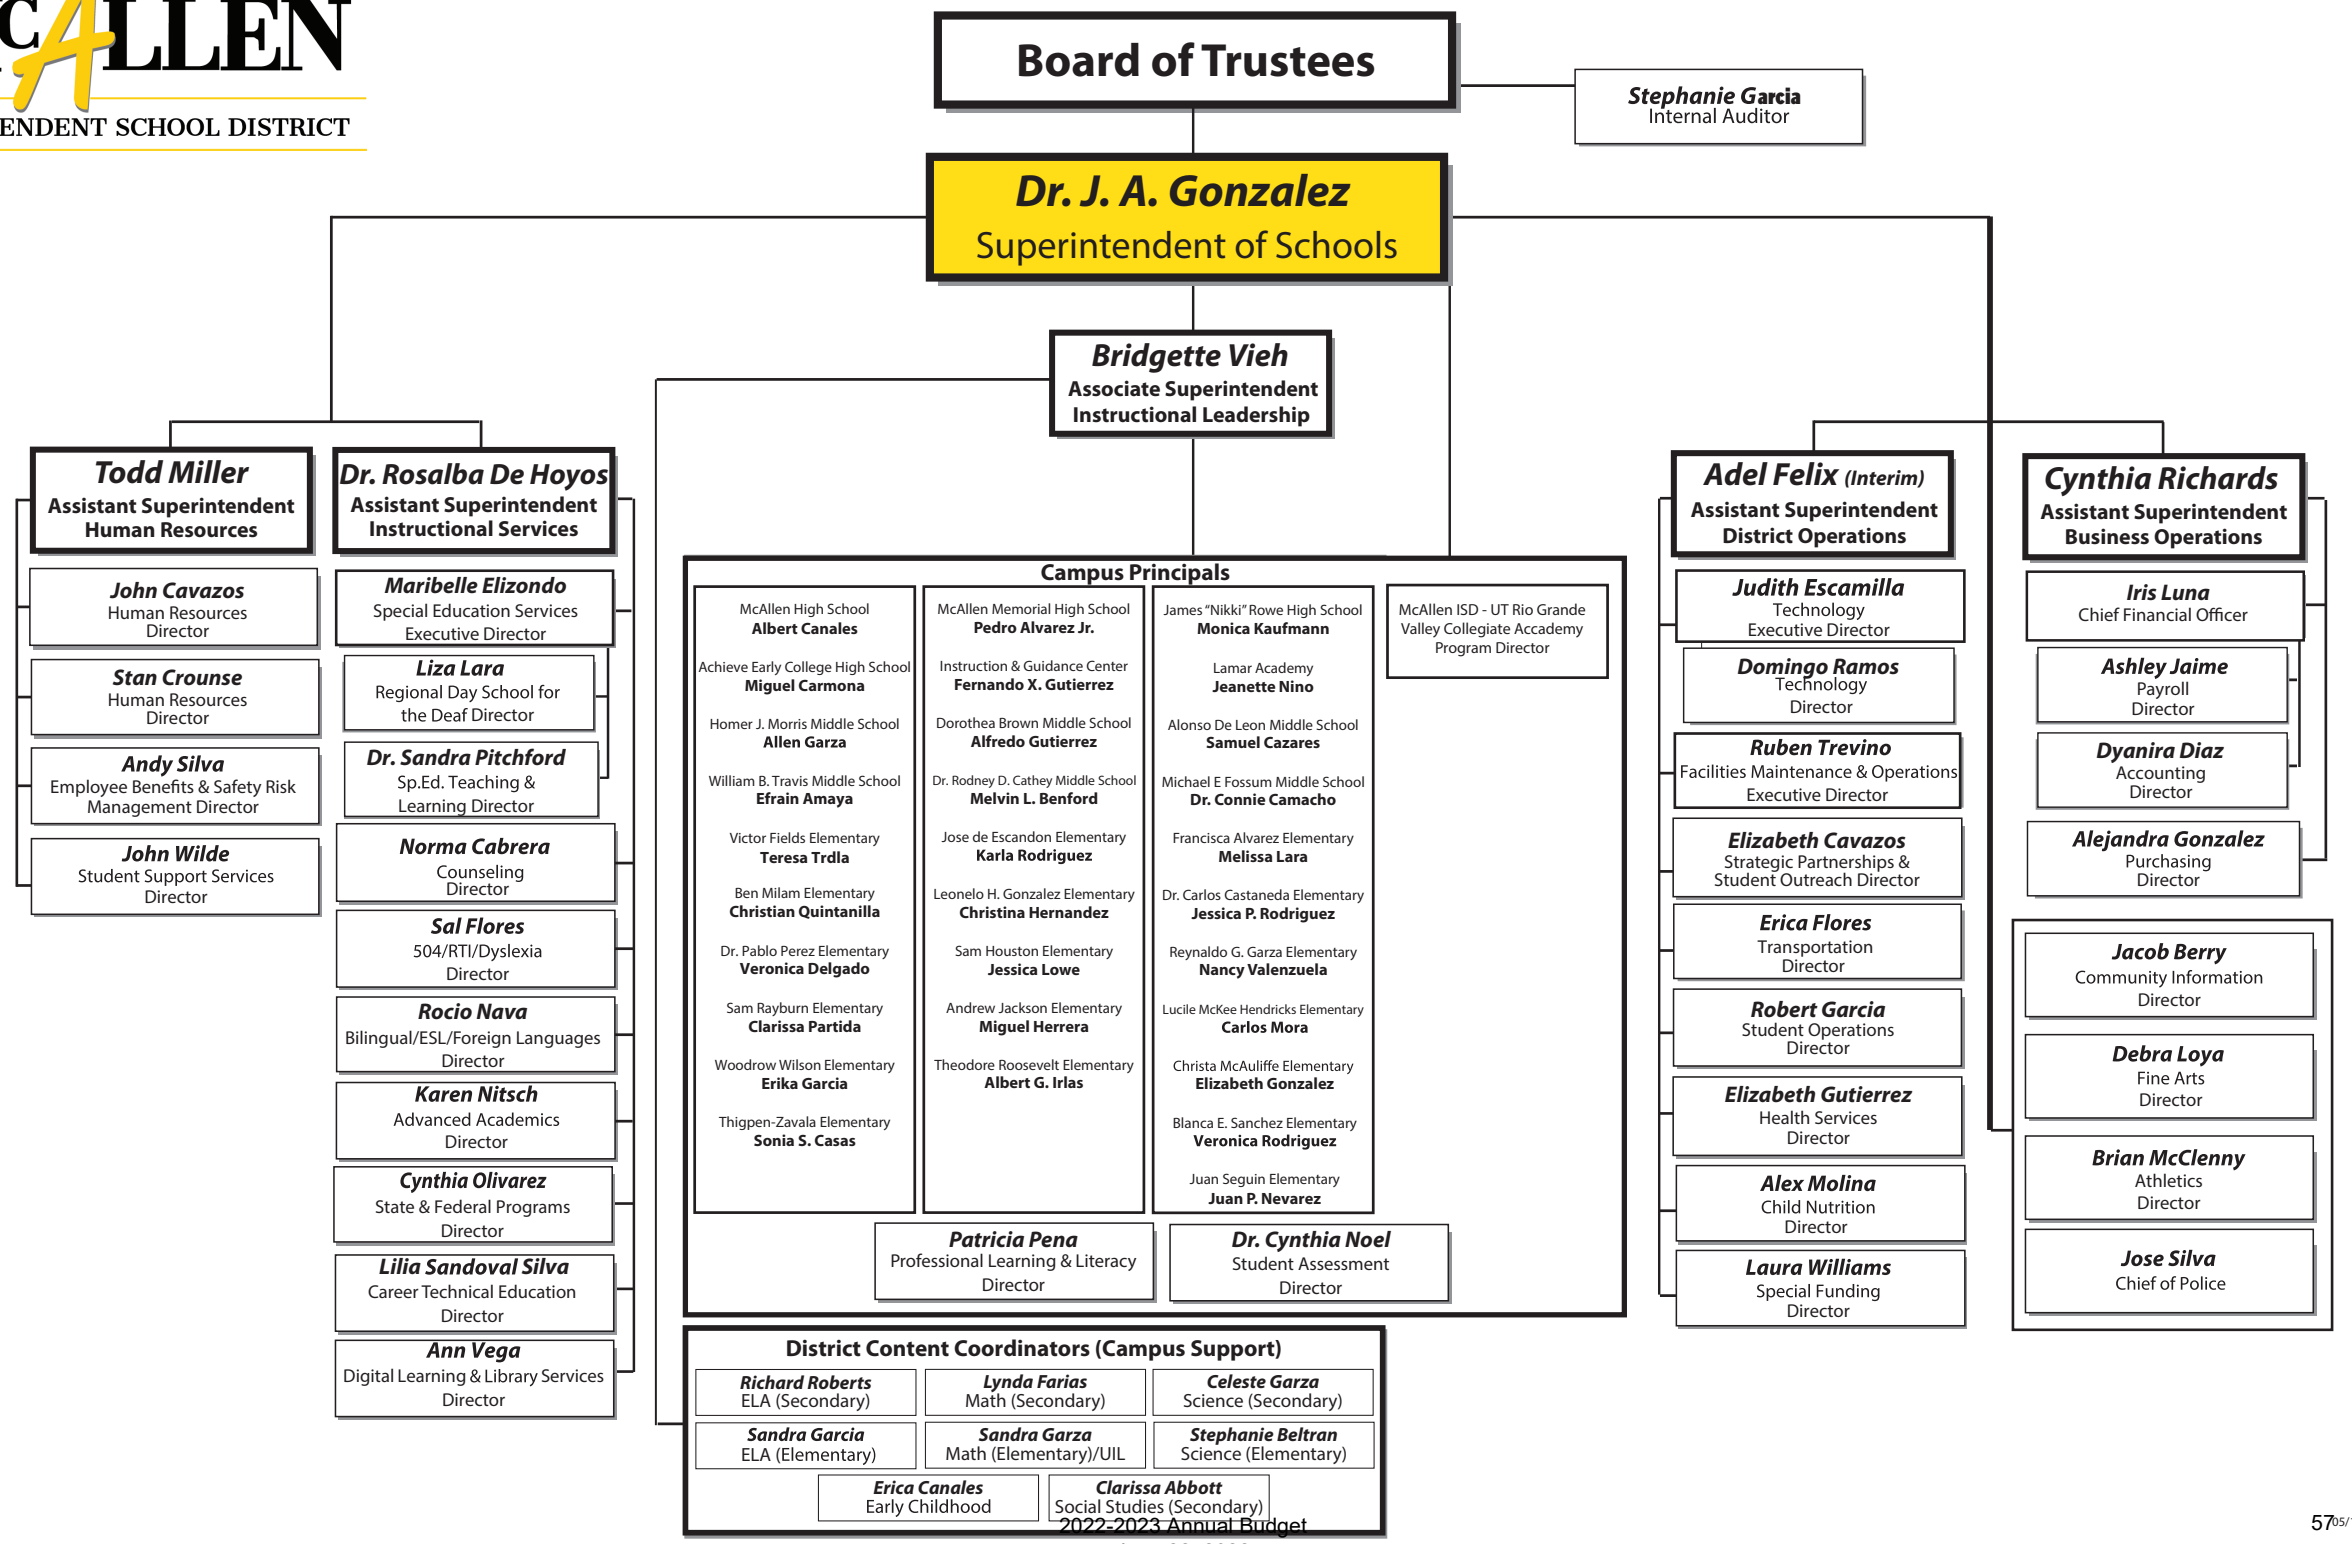 CALLEN
ENDENT SCHOOL DISTRICT
Board of Trustees
Stephanie Garcia
Internal Auditor
Dr. J. A. Gonzalez
Superintendent of Schools
Bridgette Vieh
Associate Superintendent
Instructional Leadership
Todd Miller
Assistant Superintendent
Human Resources
John Cavazos
Human Resources
Director
Stan Crounse
Human Resources
Director
Andy Silva
Employee Benefits & Safety Risk
Management Director
John Wilde
Student Support Services
Director
Dr. Rosalba De Hoyos
Assistant Superintendent
Instructional Services
Maribelle Elizondo
Special Education Services
Executive Director
Liza Lara
Regional Day School for
the Deaf Director
Dr. Sandra Pitchford
Sp.Ed. Teaching &
Learning Director
Norma Cabrera
Counseling
Director
Sal Flores
504/RTI/Dyslexia
Director
Rocio Nava
Bilingual/ESL/Foreign Languages
Director
Karen Nitsch
Advanced Academics
Director
Cynthia Olivarez
State & Federal Programs
Director
Lilia Sandoval Silva
Career Technical Education
Director
Ann Vega
Digital Learning & Library Services
Director
Campus Principals
McAllen High School
Albert Canales
Achieve Early College High School
Miguel Carmona
Homer J. Morris Middle School
Allen Garza
William B. Travis Middle School
Efrain Amaya
Victor Fields Elementary
Teresa Trdla
Ben Milam Elementary
Christian Quintanilla
Dr. Pablo Perez Elementary
Veronica Delgado
Sam Rayburn Elementary
Clarissa Partida
Woodrow Wilson Elementary
Erika Garcia
Thigpen-Zavala Elementary
Sonia S. Casas
McAllen Memorial High School
Pedro Alvarez Jr.
Instruction & Guidance Center
Fernando X. Gutierrez
Dorothea Brown Middle School
Alfredo Gutierrez
Dr. Rodney D. Cathey Middle School
Melvin L. Benford
Jose de Escandon Elementary
Karla Rodriguez
Leonelo H. Gonzalez Elementary
Christina Hernandez
Sam Houston Elementary
Jessica Lowe
Andrew Jackson Elementary
Miguel Herrera
Theodore Roosevelt Elementary
Albert G. Irlas
James "Nikki" Rowe High School
Monica Kaufmann
Lamar Academy
Jeanette Nino
Alonso De Leon Middle School
Samuel Cazares
Michael E Fossum Middle School
Dr. Connie Camacho
Francisca Alvarez Elementary
Melissa Lara
Dr. Carlos Castaneda Elementary
Jessica P. Rodriguez
Reynaldo G. Garza Elementary
Nancy Valenzuela
Lucile McKee Hendricks Elementary
Carlos Mora
Christa McAuliffe Elementary
Elizabeth Gonzalez
Blanca E. Sanchez Elementary
Veronica Rodriguez
Juan Seguin Elementary
Juan P. Nevarez
McAllen ISD - UT Rio Grande
Valley Collegiate Accademy
Program Director
Patricia Pena
Professional Learning & Literacy
Director
Dr. Cynthia Noel
Student Assessment
Director
District Content Coordinators (Campus Support)
Richard Roberts
ELA (Secondary)
Lynda Farias
Math (Secondary)
Celeste Garza
Science (Secondary)
Sandra Garcia
ELA (Elementary)
Sandra Garza
Math (Elementary)/UIL
Stephanie Beltran
Science (Elementary)
Erica Canales
Early Childhood
Clarissa Abbott
Social Studies (Secondary)
Adel Felix (Interim)
Assistant Superintendent
District Operations
Judith Escamilla
Technology
Executive Director
Domingo Ramos
Technology
Director
Ruben Trevino
Facilities Maintenance & Operations
Executive Director
Elizabeth Cavazos
Strategic Partnerships &
Student Outreach Director
Erica Flores
Transportation
Director
Robert Garcia
Student Operations
Director
Elizabeth Gutierrez
Health Services
Director
Alex Molina
Child Nutrition
Director
Laura Williams
Special Funding
Director
Cynthia Richards
Assistant Superintendent
Business Operations
Iris Luna
Chief Financial Officer
Ashley Jaime
Payroll
Director
Dyanira Diaz
Accounting
Director
Alejandra Gonzalez
Purchasing
Director
Jacob Berry
Community Information
Director
Debra Loya
Fine Arts
Director
Brian McClenny
Athletics
Director
Jose Silva
Chief of Police
2022-2023 Annual Budget
57
05/